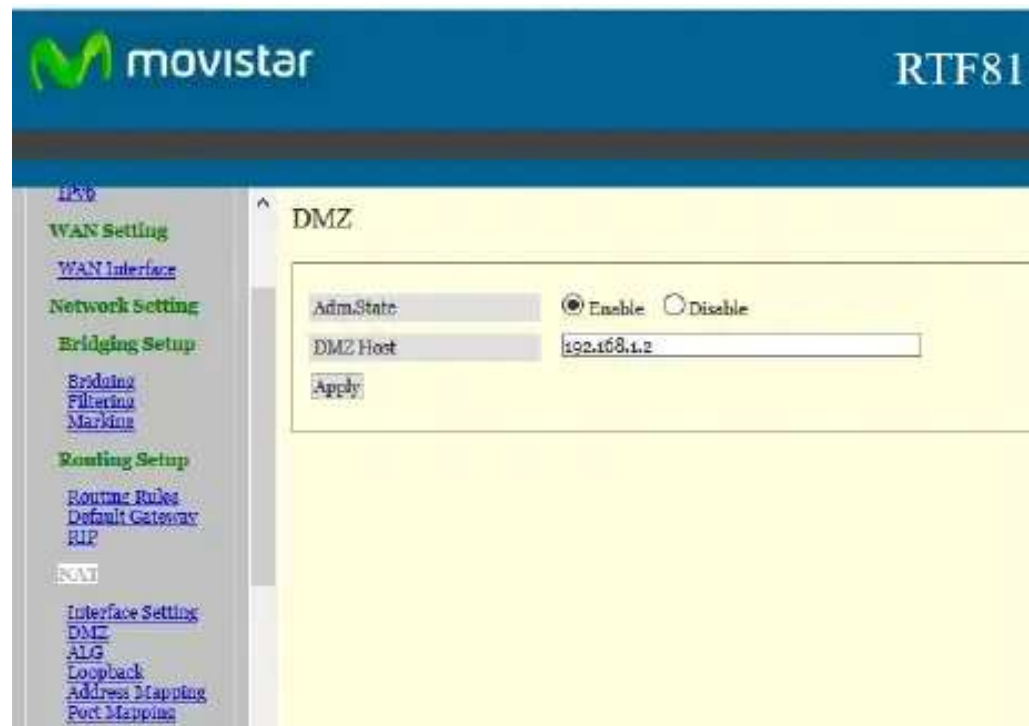 movistar
RTF81
IPv6
WAN Setting
WAN Interface
Network Setting
Bridging Setup
Bridging
Filtering
Marking
Routing Setup
Routing Rules
Default Gateway
RIP
NAT
Interface Setting
DMZ
ALG
Loopback
Address Mapping
Port Mapping
DMZ
Adm.State
Enable Disable
DMZ Host
192.168.1.2
Apply